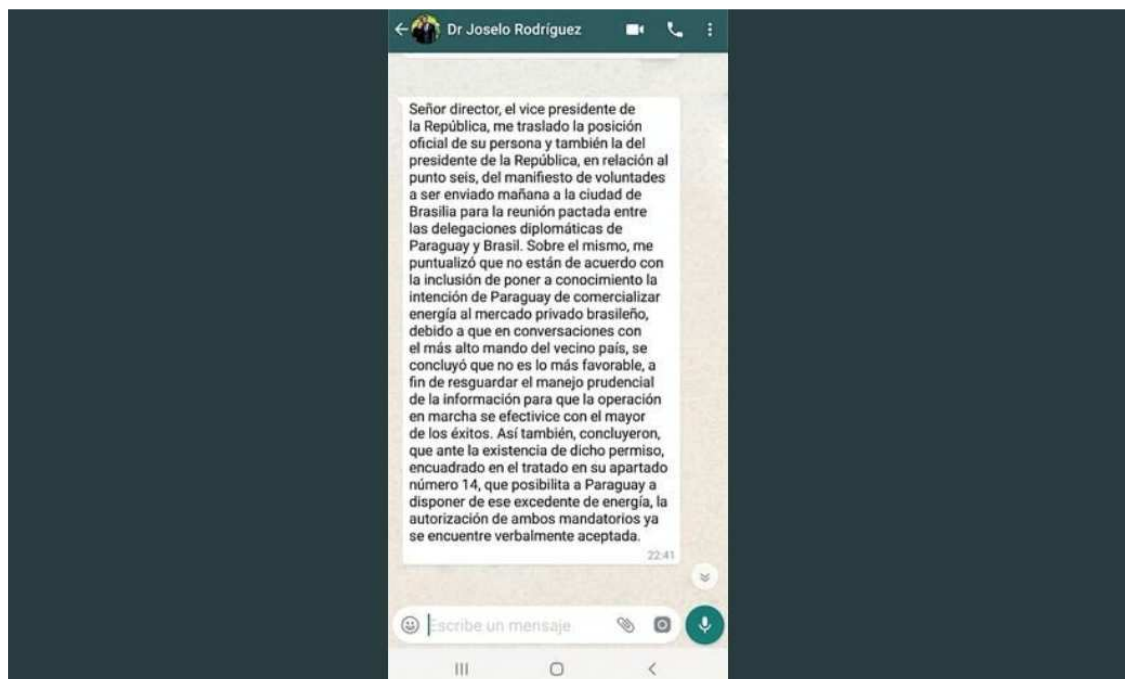 Dr Joselo Rodríguez
Señor director, el vice presidente de
la República, me traslado la posición
oficial de su persona y también la del
presidente de la República, en relación al
punto seis, del manifiesto de voluntades
a ser enviado mañana a la ciudad de
Brasilia para la reunión pactada entre
las delegaciones diplomáticas de
Paraguay y Brasil. Sobre el mismo, me
puntualizó que no están de acuerdo con
la inclusión de poner a conocimiento la
intención de Paraguay de comercializar
energía al mercado privado brasileño,
debido a que en conversaciones con
el más alto mando del vecino país, se
concluyó que no es lo más favorable, a
fin de resguardar el manejo prudencial
de la información para que la operación
en marcha se efectivice con el mayor
de los éxitos. Así también, concluyeron,
que ante la existencia de dicho permiso,
encuadrado en el tratado en su apartado
número 14, que posibilita a Paraguay a
disponer de ese excedente de energía, la
autorización de ambos mandatorios ya
se encuentre verbalmente aceptada.
22:41
Escribe un mensaje